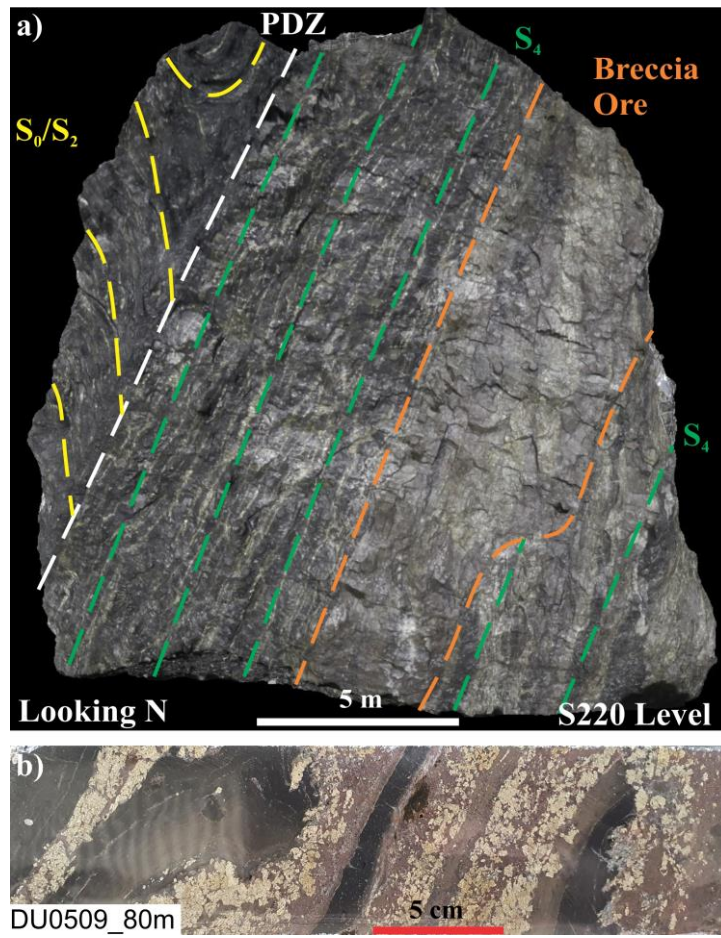 a)
PDZ
S₄
Breccia
Ore
S₀/S₂
S₄
5 m
Looking N
S220 Level
b)
5 cm
DU0509_80m